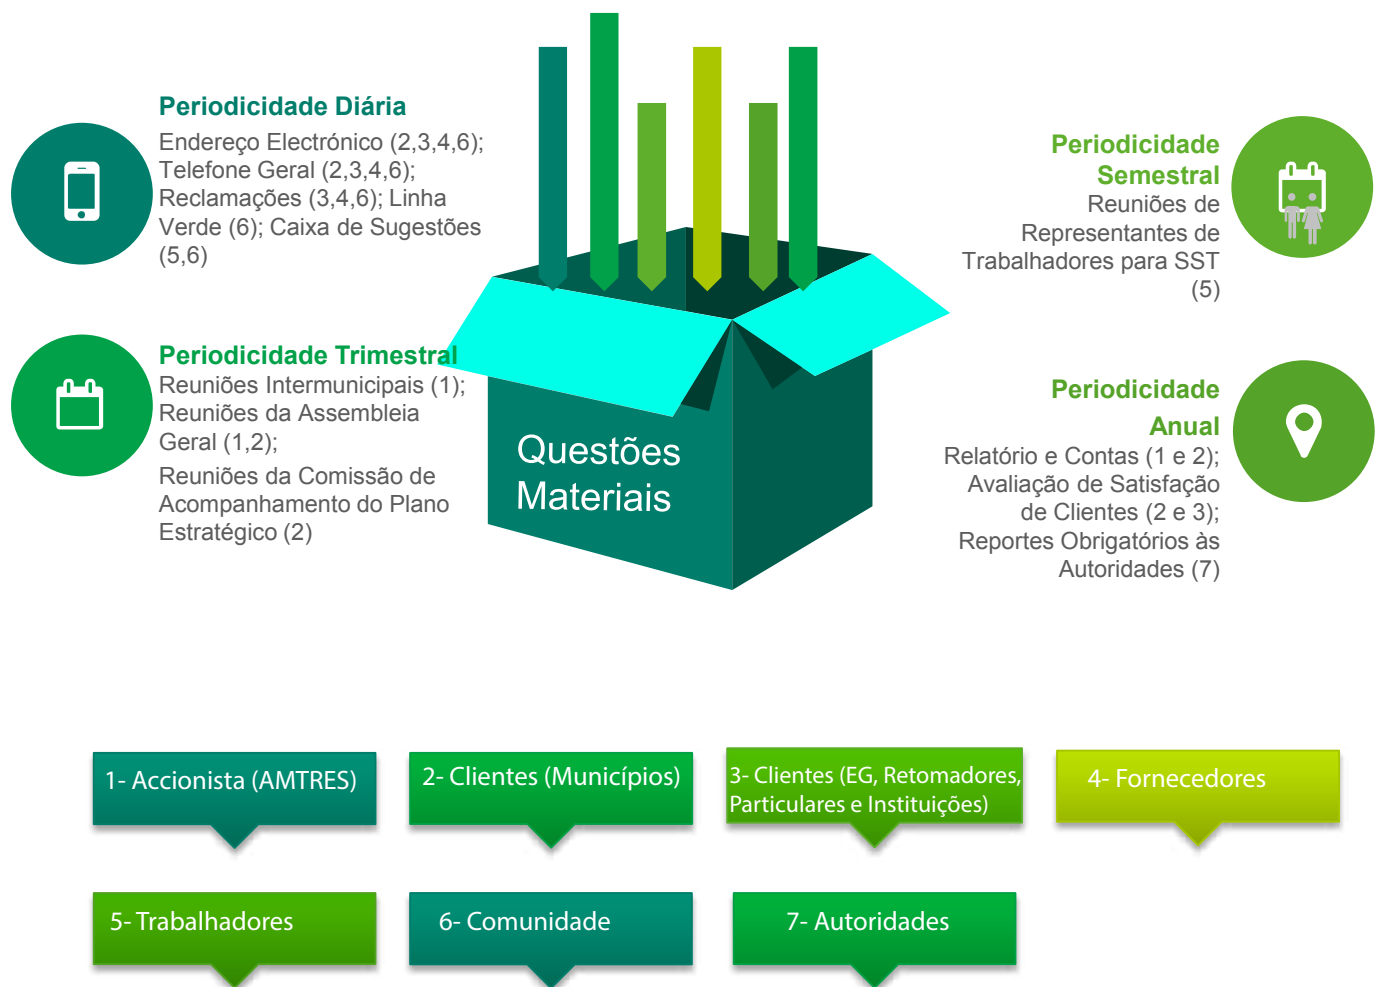 Periodicidade Diária
Endereço Electrónico (2,3,4,6);
Telefone Geral (2,3,4,6);
Reclamações (3,4,6); Linha
Verde (6); Caixa de Sugestões
(5,6)
Periodicidade Trimestral
Reuniões Intermunicipais (1);
Reuniões da Assembleia
Geral (1,2);
Reuniões da Comissão de
Acompanhamento do Plano
Estratégico (2)
Questões
Materiais
Periodicidade
Semestral
Reuniões de
Representantes de
Trabalhadores para SST
(5)
Periodicidade
Anual
Relatório e Contas (1 e 2);
Avaliação de Satisfação
de Clientes (2 e 3);
Reportes Obrigatórios às
Autoridades (7)
1- Accionista (AMTRES)
2- Clientes (Municípios)
3- Clientes (EG, Retomadores,
Particulares e Instituições)
4- Fornecedores
5- Trabalhadores
6- Comunidade
7- Autoridades